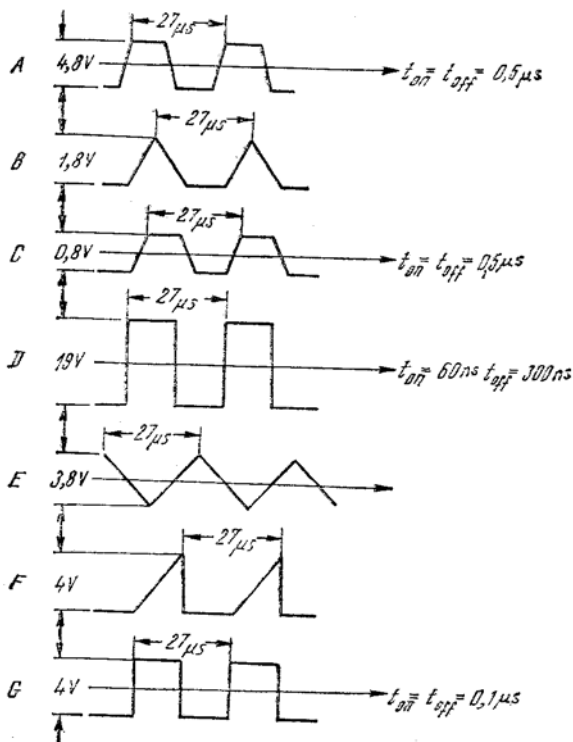 27μs
A 4,8V t_on = t_off = 0,5μs
27μs
B 1,8V
27μs
C 0,8V t_on = t_off = 0,5μs
27μs
D 19V t_on = 60ns t_off = 300ns
27μs
E 3,8V
27μs
F 4V
27μs
G 4V t_on = t_off = 0,1μs